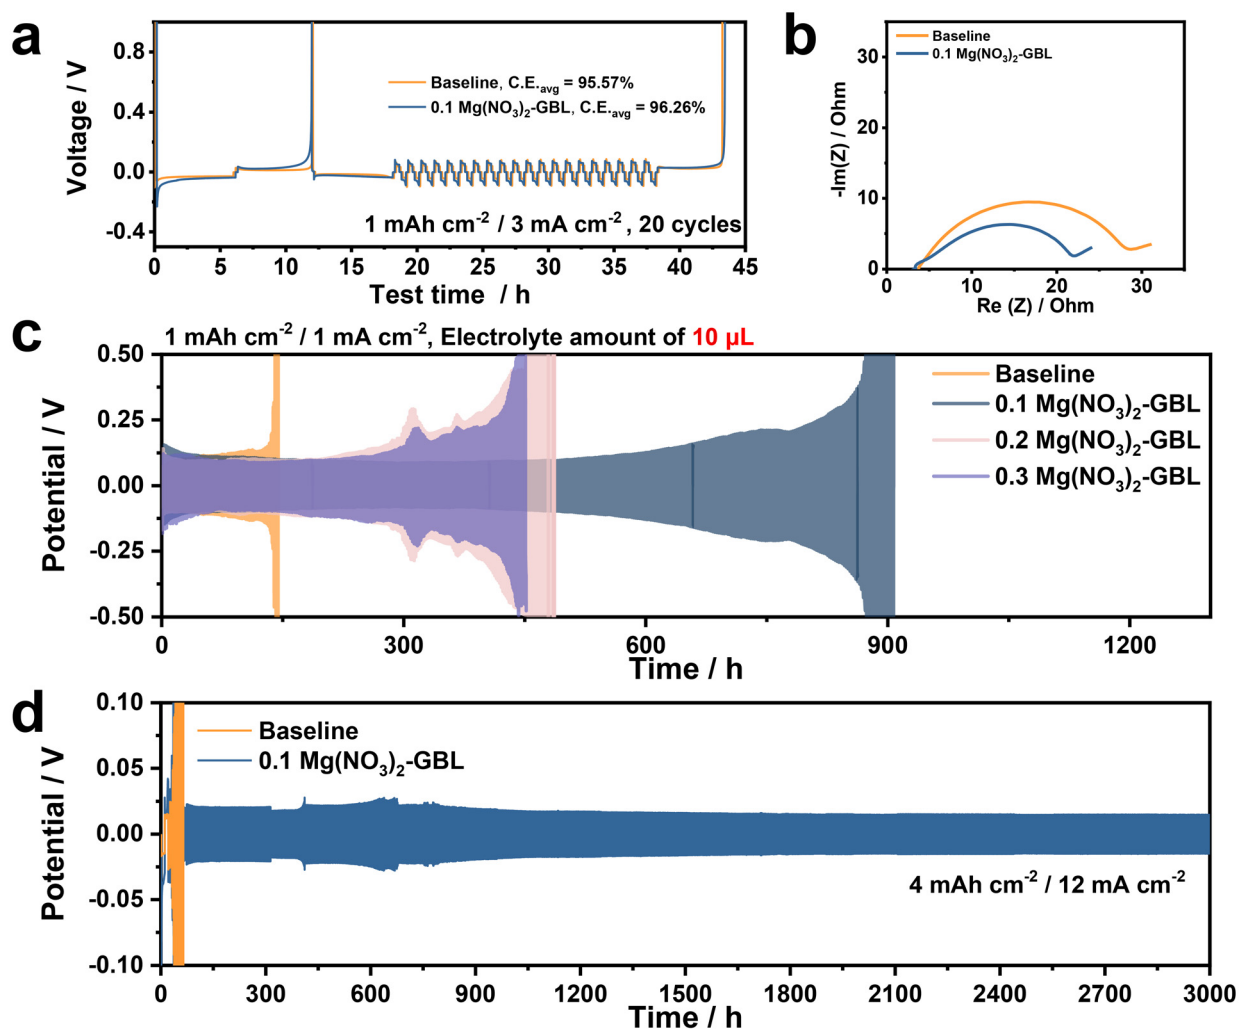 a
Voltage / V
0.8
0.4
0.0
-0.4
Baseline, C.E.avg = 95.57%
0.1 Mg(NO3)2-GBL, C.E.avg = 96.26%
1 mAh cm-2 / 3 mA cm-2 , 20 cycles
0 5 10 15 20 25 30 35 40 45
Test time / h
b
-Im(Z) / Ohm
30
20
10
0
Baseline
0.1 Mg(NO3)2-GBL
0 10 20 30
Re (Z) / Ohm
c
1 mAh cm-2 / 1 mA cm-2, Electrolyte amount of 10 μL
Potential / V
0.50
0.25
0.00
-0.25
-0.50
Baseline
0.1 Mg(NO3)2-GBL
0.2 Mg(NO3)2-GBL
0.3 Mg(NO3)2-GBL
0 300 600 900 1200
Time / h
d
Potential / V
0.10
0.05
0.00
-0.05
-0.10
Baseline
0.1 Mg(NO3)2-GBL
4 mAh cm-2 / 12 mA cm-2
0 300 600 900 1200 1500 1800 2100 2400 2700 3000
Time / h